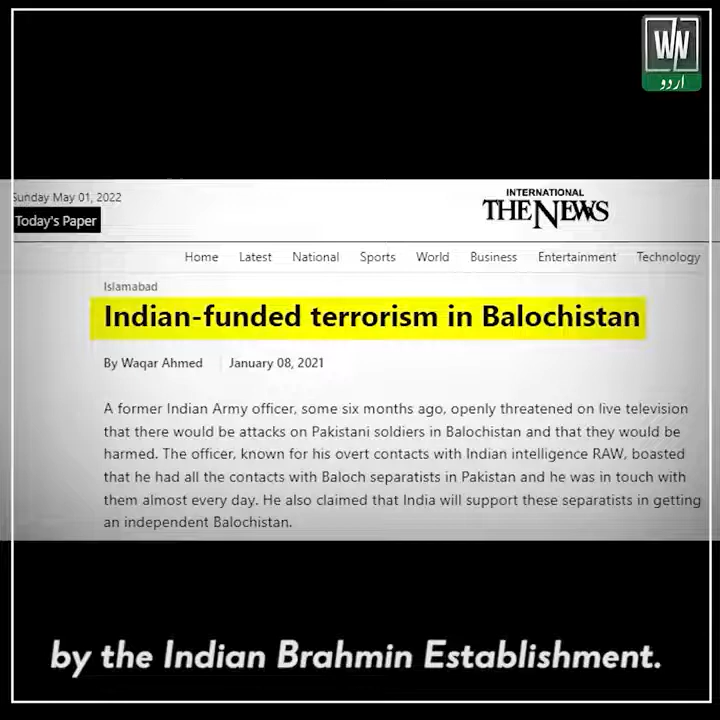 WN
اردو
Sunday May 01, 2022
Today's Paper
INTERNATIONAL
THE NEWS
Home Latest National Sports World Business Entertainment Technology
Islamabad
Indian-funded terrorism in Balochistan
By Waqar Ahmed January 08, 2021
A former Indian Army officer, some six months ago, openly threatened on live television
that there would be attacks on Pakistani soldiers in Balochistan and that they would be
harmed. The officer, known for his overt contacts with Indian intelligence RAW, boasted
that he had all the contacts with Baloch separatists in Pakistan and he was in touch with
them almost every day. He also claimed that India will support these separatists in getting
an independent Balochistan.
by the Indian Brahmin Establishment.